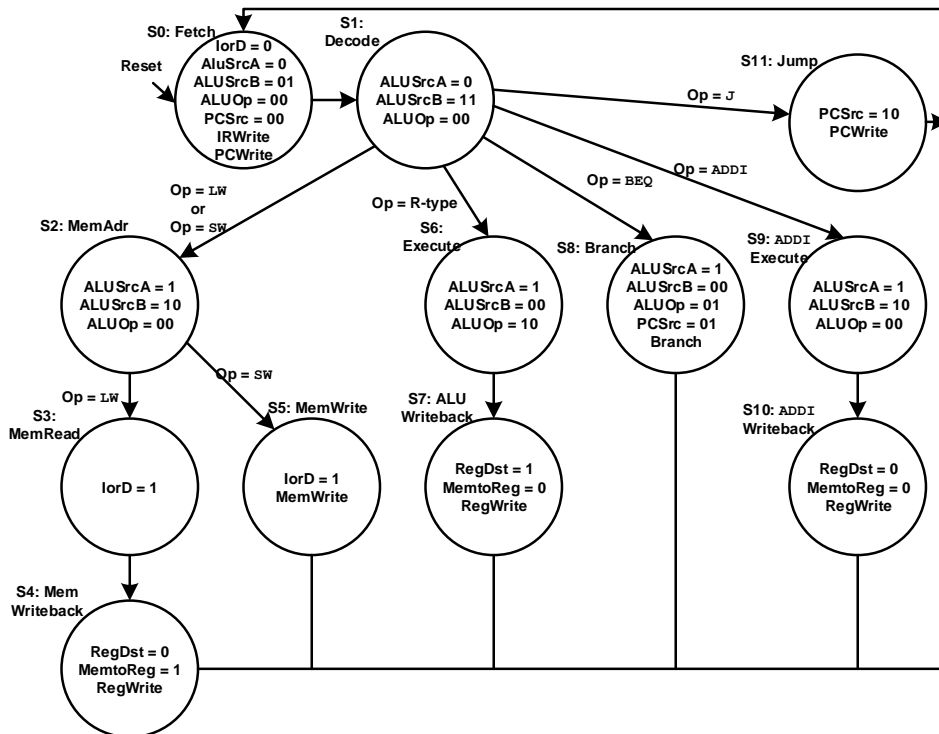 S0: Fetch
IorD = 0
AluSrcA = 0
ALUSrcB = 01
ALUOp = 00
PCSrc = 00
IRWrite
PCWrite
Reset
S1:
Decode
ALUSrcA = 0
ALUSrcB = 11
ALUOp = 00
S11: Jump
Op = J
PCSrc = 10
PCWrite
Op = LW
or
Op = SW
Op = R-type
Op = BEQ
Op = ADDI
S2: MemAdr
ALUSrcA = 1
ALUSrcB = 10
ALUOp = 00
S6:
Execute
ALUSrcA = 1
ALUSrcB = 00
ALUOp = 10
S8: Branch
ALUSrcA = 1
ALUSrcB = 00
ALUOp = 01
PCSrc = 01
Branch
S9: ADDI
Execute
ALUSrcA = 1
ALUSrcB = 10
ALUOp = 00
Op = LW
Op = SW
S3:
MemRead
IorD = 1
S5: MemWrite
IorD = 1
MemWrite
S7: ALU
Writeback
RegDst = 1
MemtoReg = 0
RegWrite
S10: ADDI
Writeback
RegDst = 0
MemtoReg = 0
RegWrite
S4: Mem
Writeback
RegDst = 0
MemtoReg = 1
RegWrite